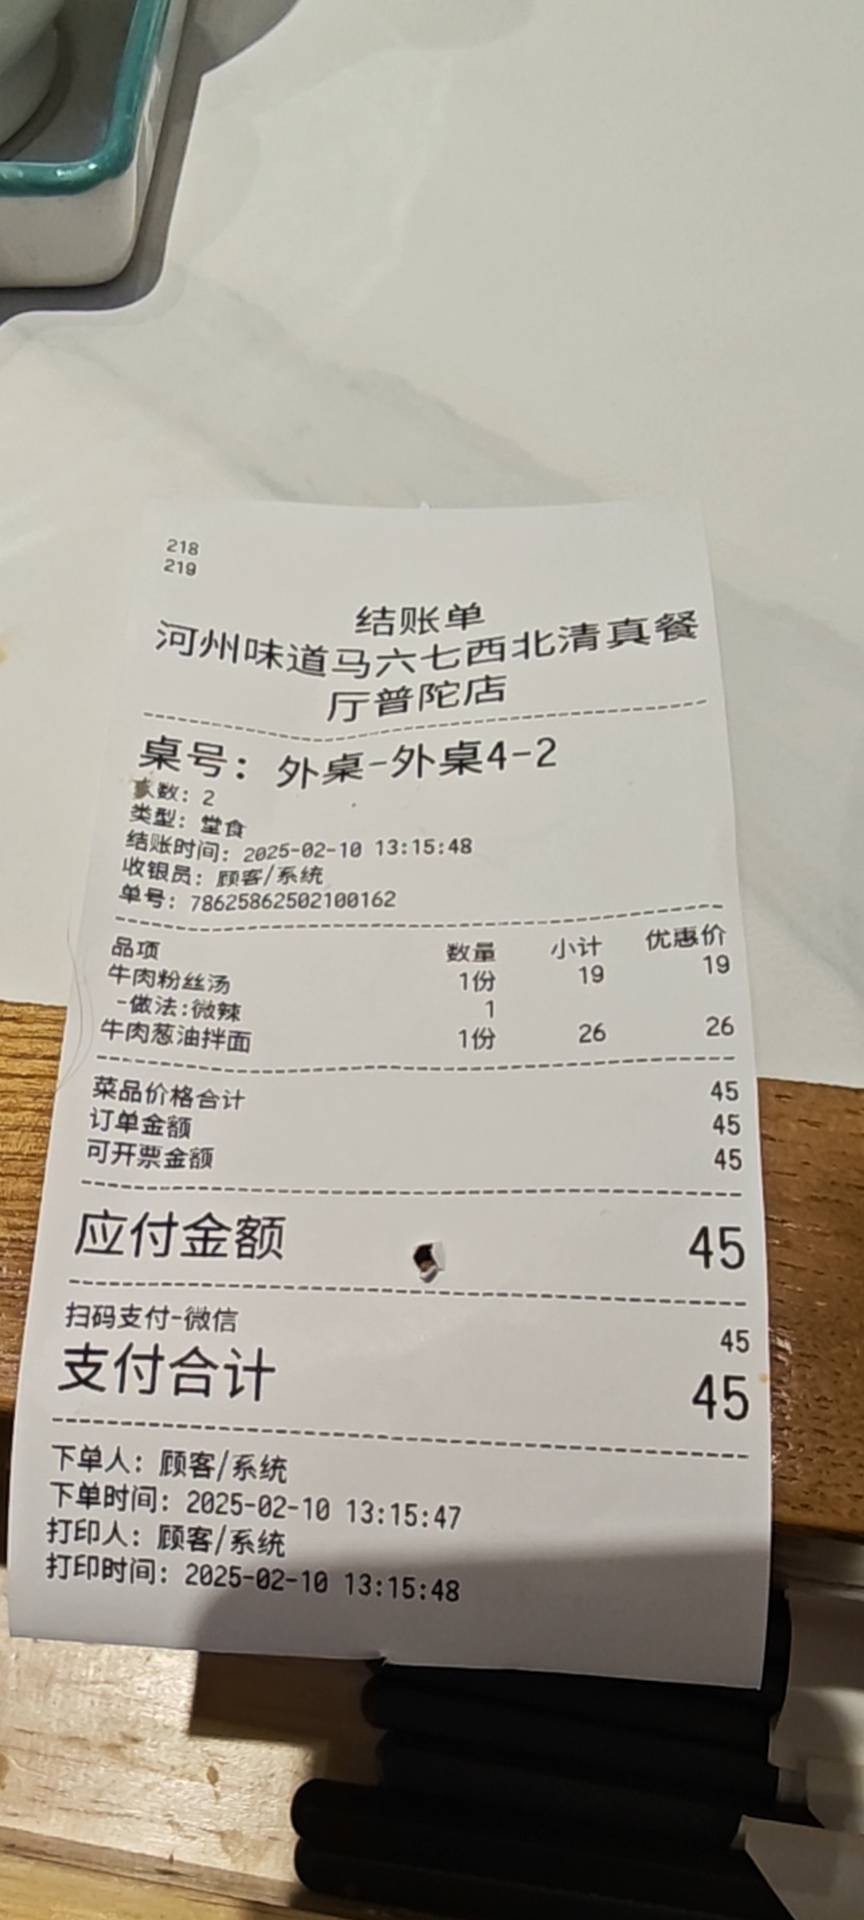 218
219
结账单
河州味道马六七西北清真餐
厅普陀店
桌号：外桌-外桌4-2
数：2
类型：堂食
结账时间：2025-02-10 13:15:48
收银员：顾客/系统
单号：78625862502100162
品项 数量 小计 优惠价
牛肉粉丝汤 1份 19 19
-做法:微辣 1
牛肉葱油拌面 1份 26 26
菜品价格合计 45
订单金额 45
可开票金额 45
应付金额 45
扫码支付-微信 45
支付合计 45
下单人：顾客/系统
下单时间：2025-02-10 13:15:47
打印人：顾客/系统
打印时间：2025-02-10 13:15:48